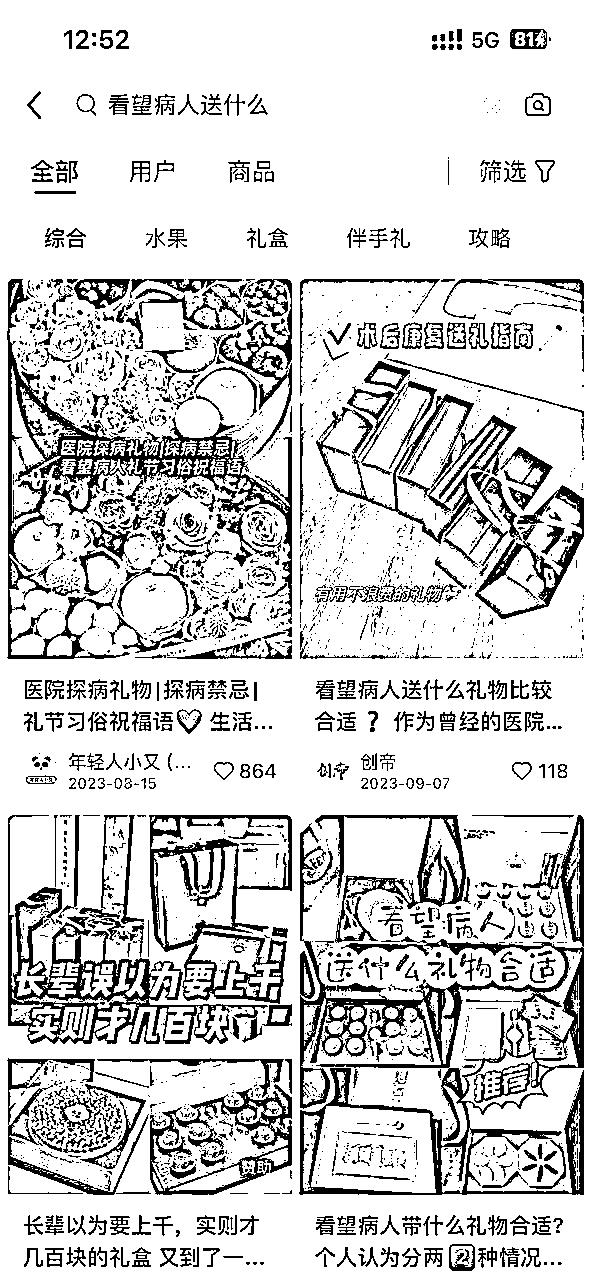 12:52
5G 81
看望病人送什么
全部 用户 商品 筛选
综合 水果 礼盒 伴手礼 攻略
医院探病礼物|探病禁忌|
看望病人礼节习俗祝福语
术后康复送礼指南
有用不浪费的礼物
医院探病礼物|探病禁忌|
礼节习俗祝福语♡ 生活...
年轻人小又 (...
2023-08-15
864
看望病人送什么礼物比较
合适 ❓ 作为曾经的医院...
创帝
创帝
2023-09-07
118
长辈误以为要上千
实则才几百块
赞助
看望病人
送什么礼物合适
推荐!
长辈以为要上千，实则才
几百块的礼盒 又到了一...
看望病人带什么礼物合适?
个人认为分两 2 种情况...